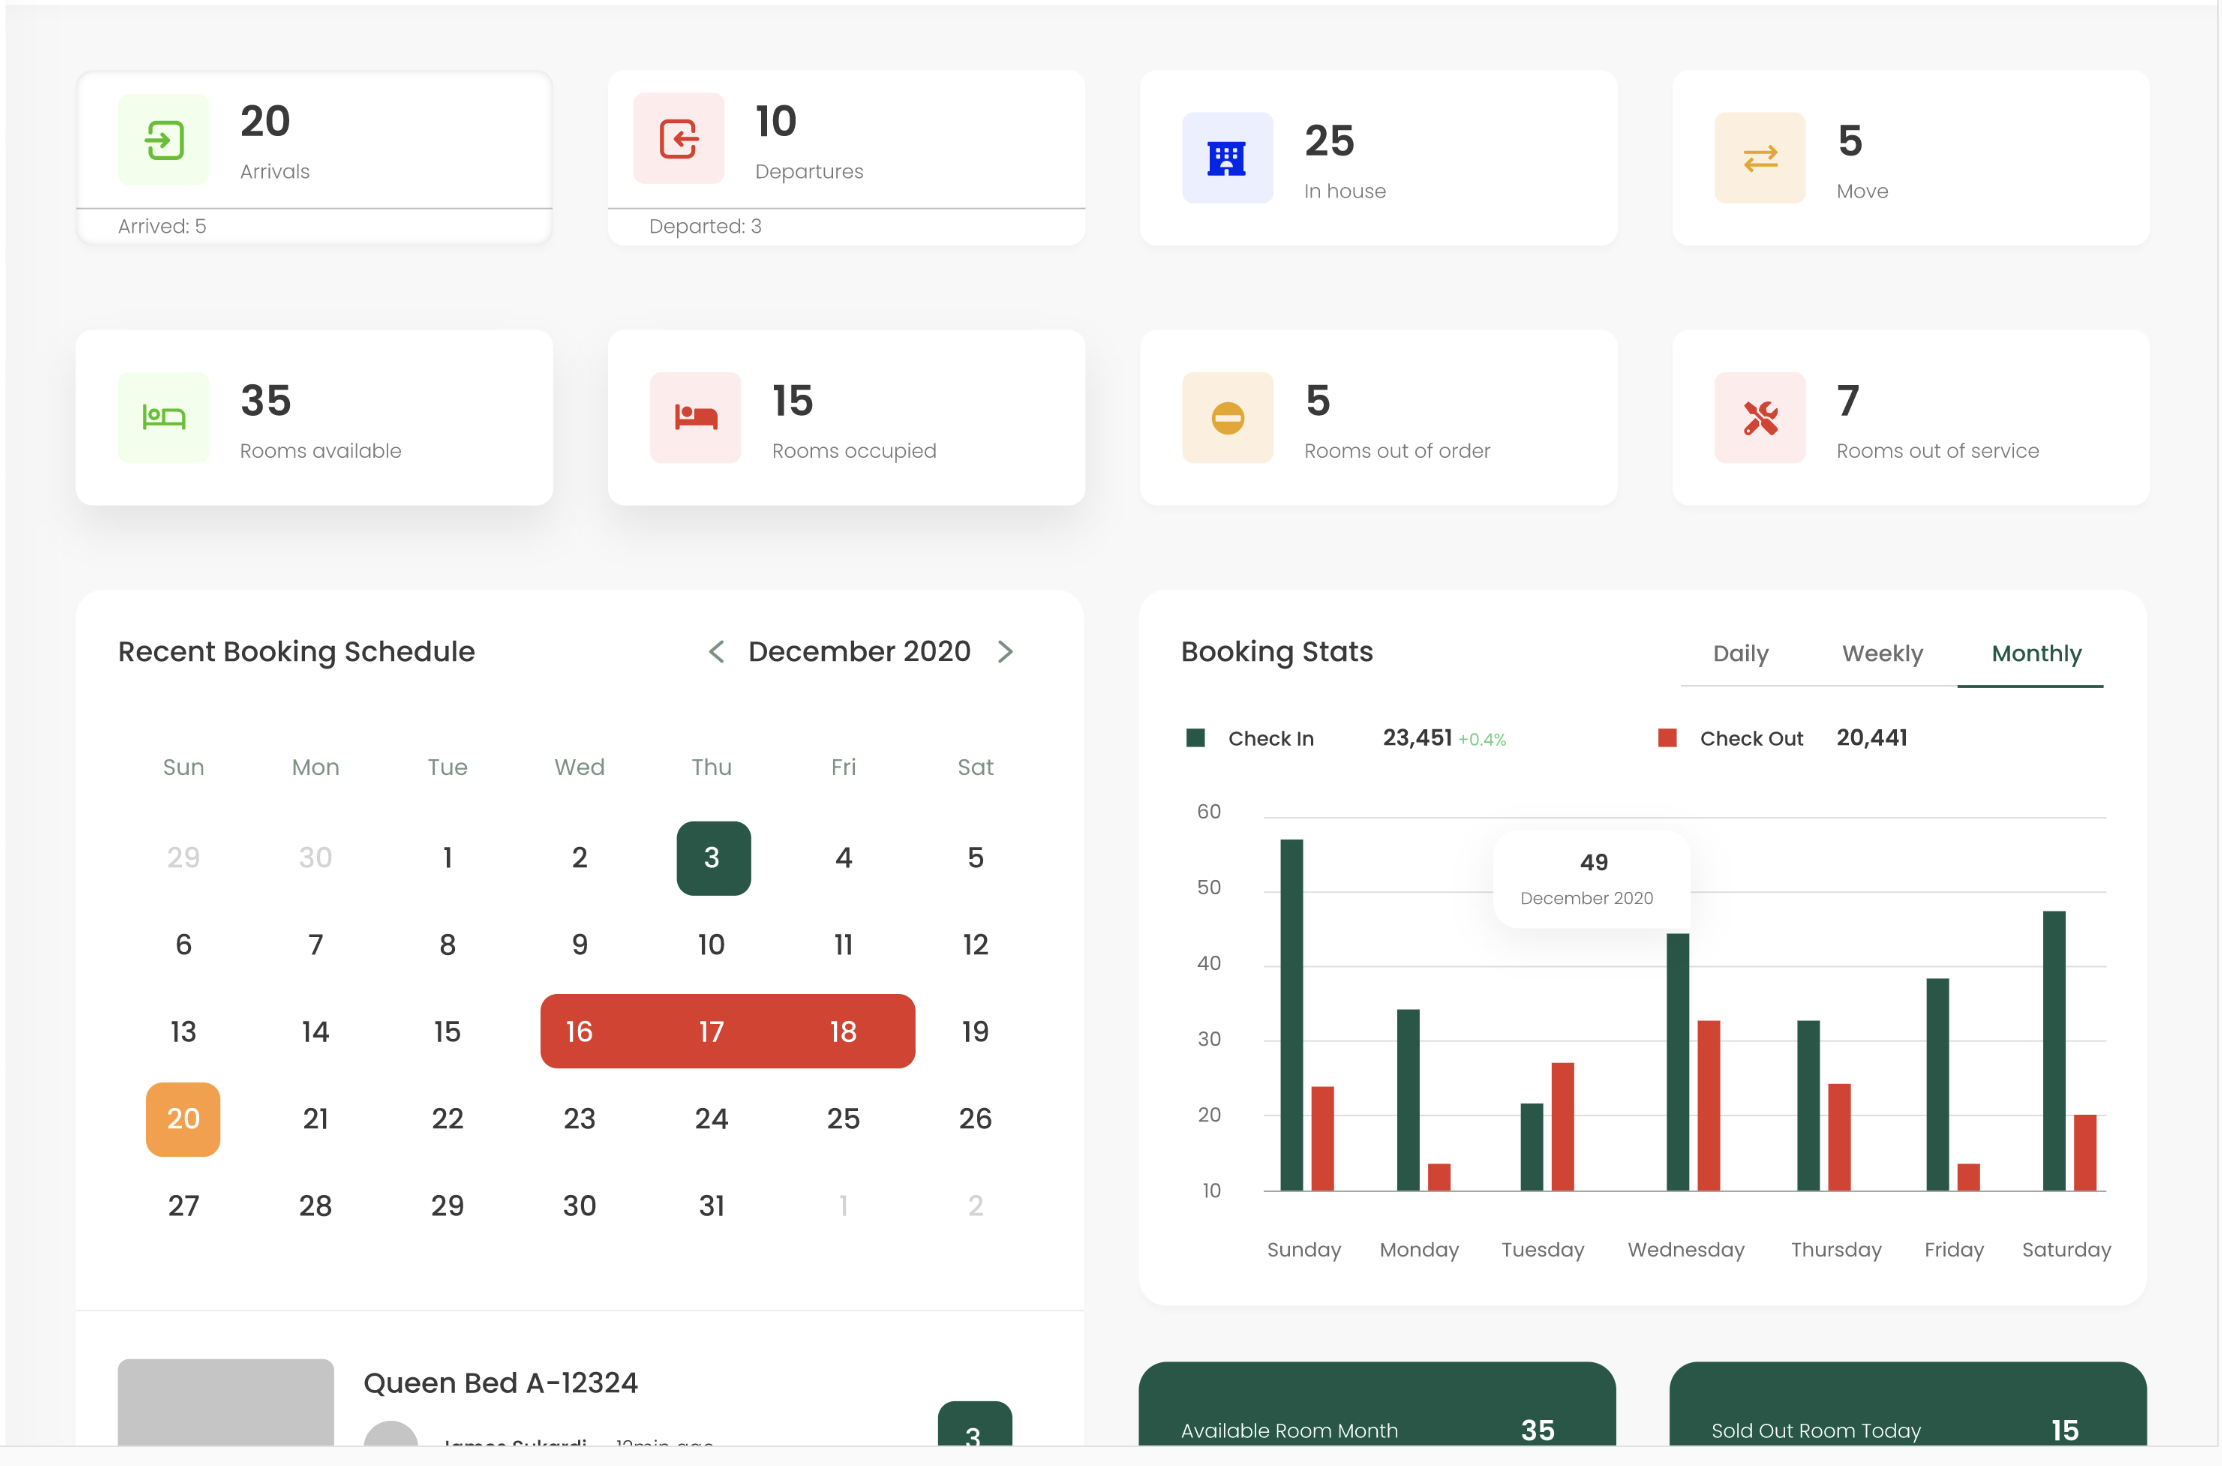 20
Arrivals
Arrived: 5
10
Departures
Departed: 3
25
In house
5
Move
35
Rooms available
15
Rooms occupied
5
Rooms out of order
7
Rooms out of service
Recent Booking Schedule
December 2020
Sun Mon Tue Wed Thu Fri Sat
29 30 1 2 3 4 5
6 7 8 9 10 11 12
13 14 15 16 17 18 19
20 21 22 23 24 25 26
27 28 29 30 31 1 2
Queen Bed A-12324
James Sukardi 12min ago
3
Booking Stats
Daily Weekly Monthly
Check In 23,451 +0.4% Check Out 20,441
60
50
40
30
20
10
49
December 2020
Sunday Monday Tuesday Wednesday Thursday Friday Saturday
Available Room Month 35
Sold Out Room Today 15